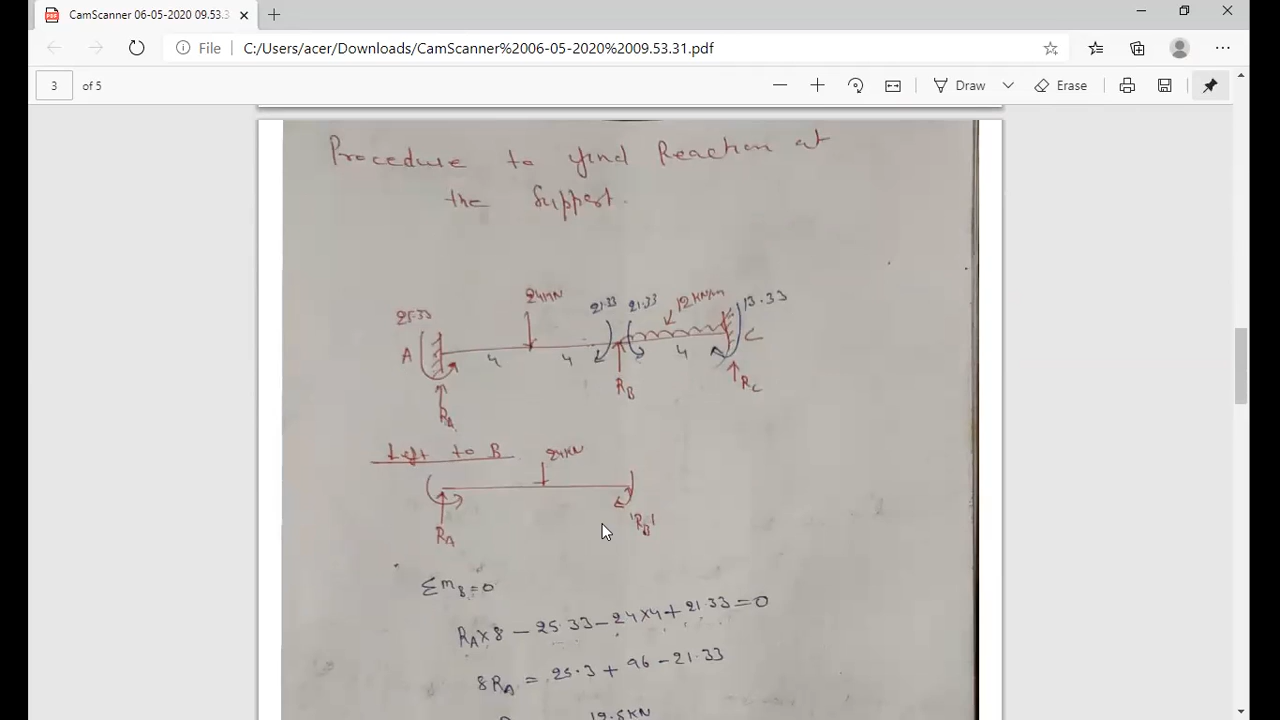 CamScanner 06-05-2020 09.53.3
File C:/Users/acer/Downloads/CamScanner%2006-05-2020%2009.53.31.pdf
3 of 5 Draw Erase
Procedure to find Reaction at
the Support.
24KN 21.33 21.33 12KN/m 13.33
25.33
A 4 4 4 C
RA RB RC
Left to B
24KN
RA 'RB'
ΣmB=0
RA×8 - 25.33 - 24×4 + 21.33 = 0
8RA = 25.3 + 96 - 21.33
19.5KN